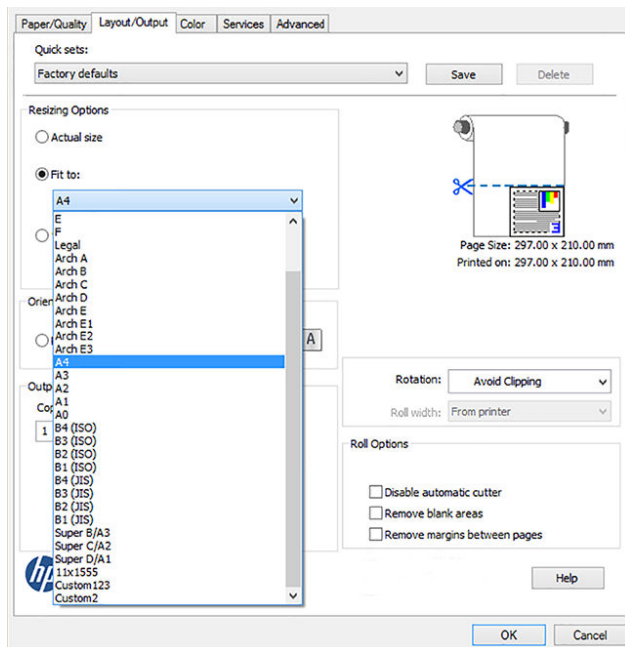 Paper/Quality Layout/Output Color Services Advanced
Quick sets:
Factory defaults
Save Delete
Resizing Options
Actual size
Fit to:
A4
E
F
Legal
Arch A
Arch B
Arch C
Arch D
Arch E
Arch E1
Arch E2
Arch E3
A4
A3
A2
A1
A0
B4 (ISO)
B3 (ISO)
B2 (ISO)
B1 (ISO)
B4 (JIS)
B3 (JIS)
B2 (JIS)
B1 (JIS)
Super B/A3
Super C/A2
Super D/A1
11x1555
Custom123
Custom2
Page Size: 297.00 x 210.00 mm
Printed on: 297.00 x 210.00 mm
A
1
hp
Rotation: Avoid Clipping
Roll width: From printer
Roll Options
Disable automatic cutter
Remove blank areas
Remove margins between pages
Help
OK Cancel